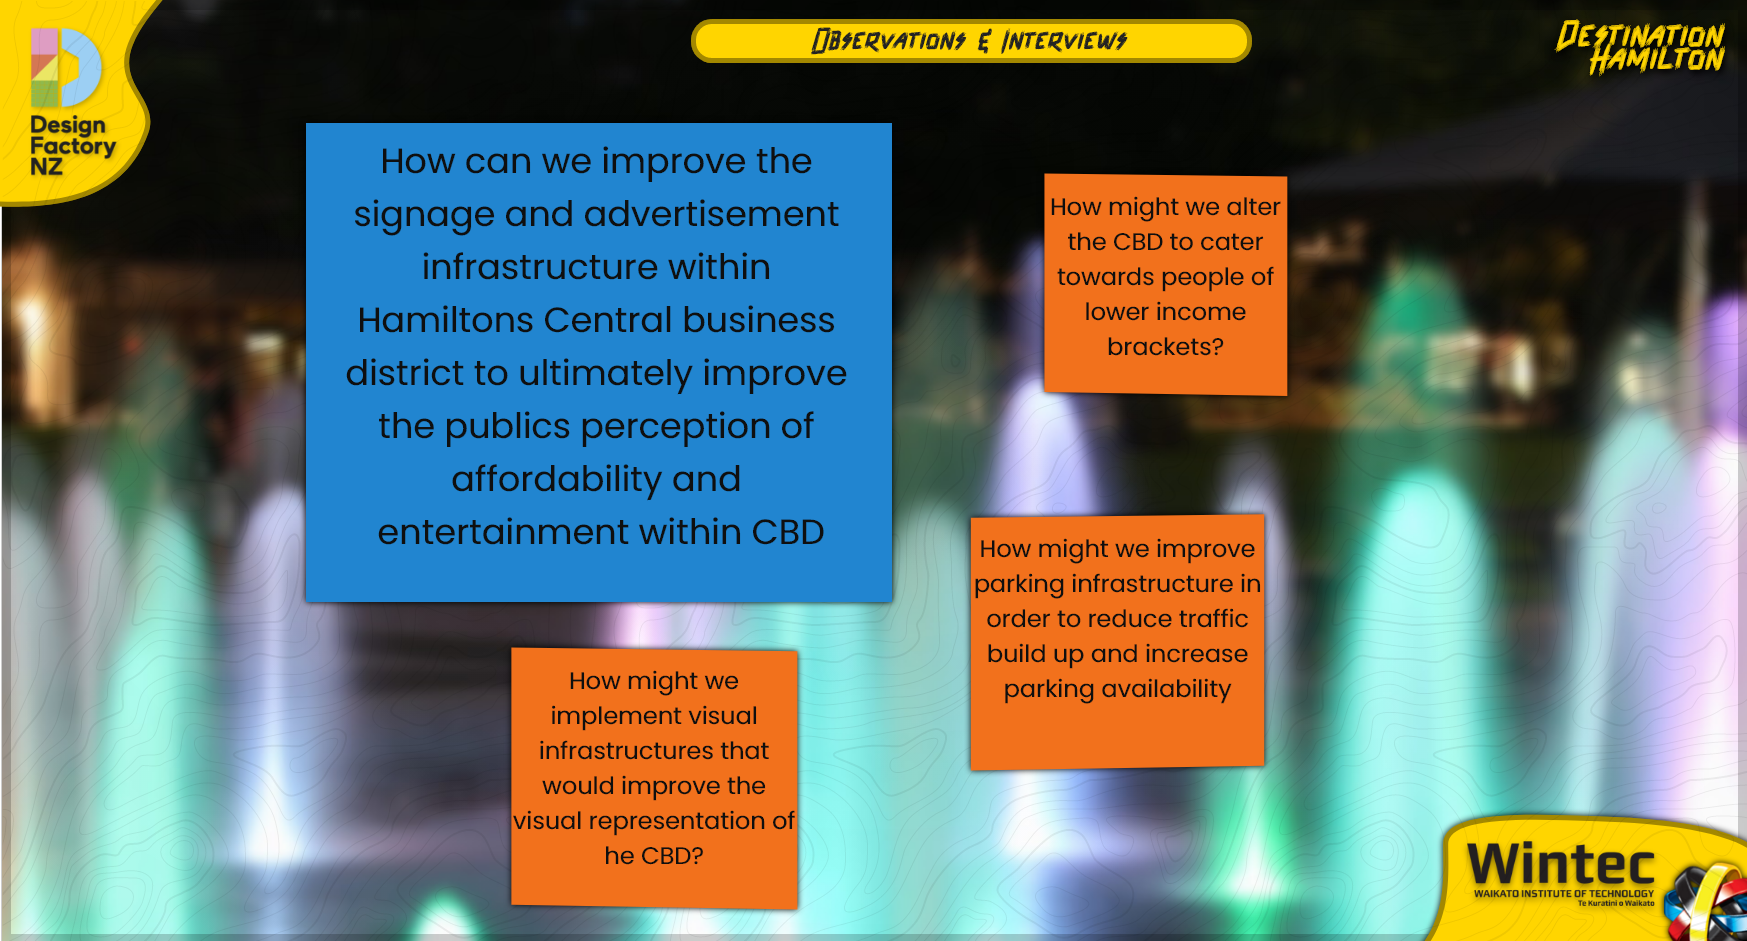 Design
Factory
NZ
Observations & Interviews
Destination
Hamilton
How can we improve the
signage and advertisement
infrastructure within
Hamiltons Central business
district to ultimately improve
the publics perception of
affordability and
entertainment within CBD
How might we alter
the CBD to cater
towards people of
lower income
brackets?
How might we improve
parking infrastructure in
order to reduce traffic
build up and increase
parking availability
How might we
implement visual
infrastructures that
would improve the
visual representation of
he CBD?
Wintec
WAIKATO INSTITUTE OF TECHNOLOGY
Te Kuratini o Waikato